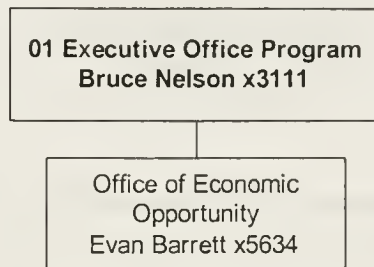 01 Executive Office Program
Bruce Nelson x3111
Office of Economic
Opportunity
Evan Barrett x5634